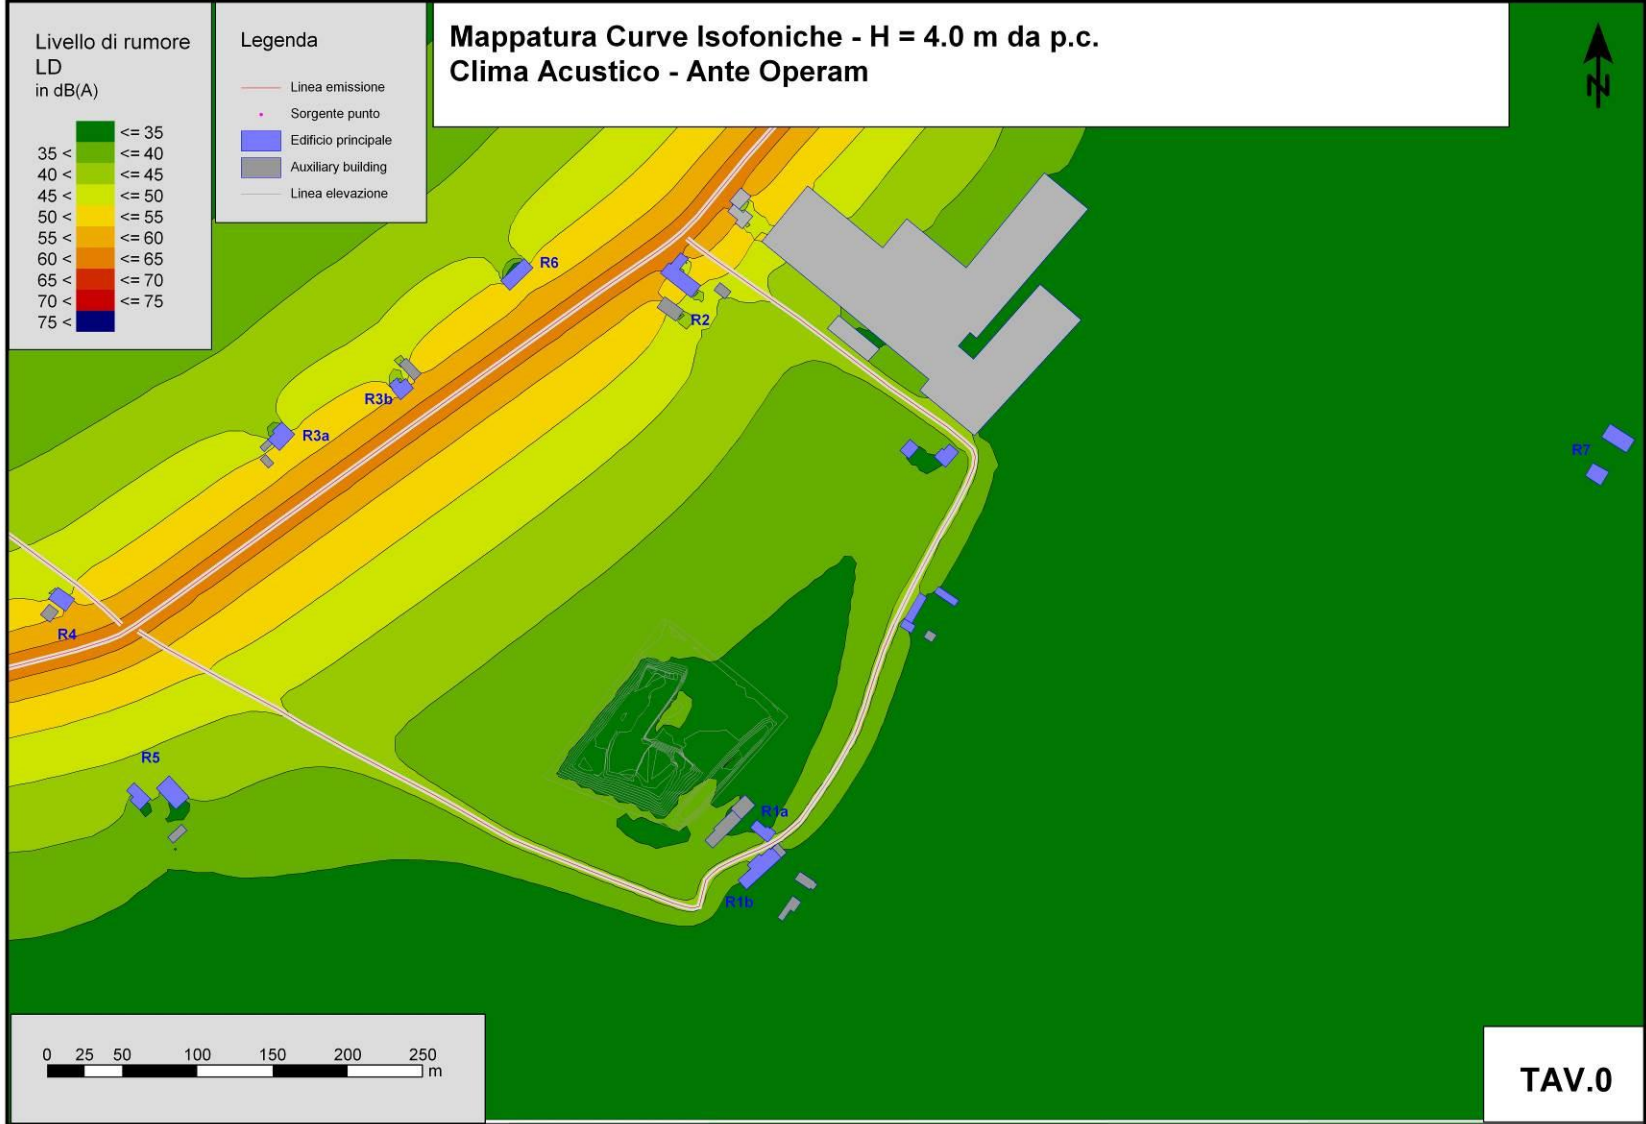 Livello di rumore
LD
in dB(A)
<= 35
35 < <= 40
40 < <= 45
45 < <= 50
50 < <= 55
55 < <= 60
60 < <= 65
65 < <= 70
70 < <= 75
75 <
Legenda
Linea emissione
Sorgente punto
Edificio principale
Auxiliary building
Linea elevazione
Mappatura Curve Isofoniche - H = 4.0 m da p.c.
Clima Acustico - Ante Operam
N
R6
R2
R3b
R3a
R7
R4
R5
R1a
R1b
0 25 50 100 150 200 250
m
TAV.0